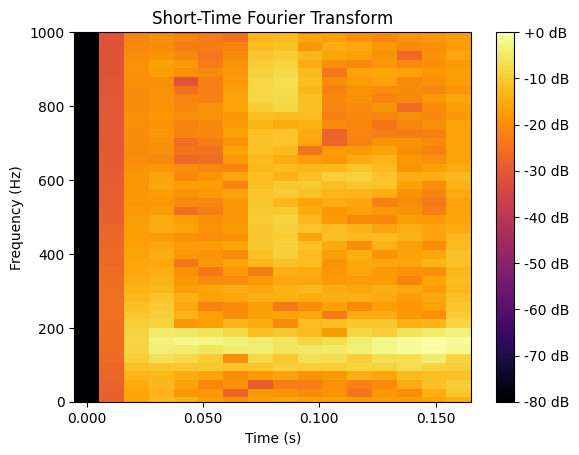 Short-Time Fourier Transform
1000
800
600
400
200
0
Frequency (Hz)
0.000
0.050
0.100
0.150
Time (s)
+0 dB
-10 dB
-20 dB
-30 dB
-40 dB
-50 dB
-60 dB
-70 dB
-80 dB